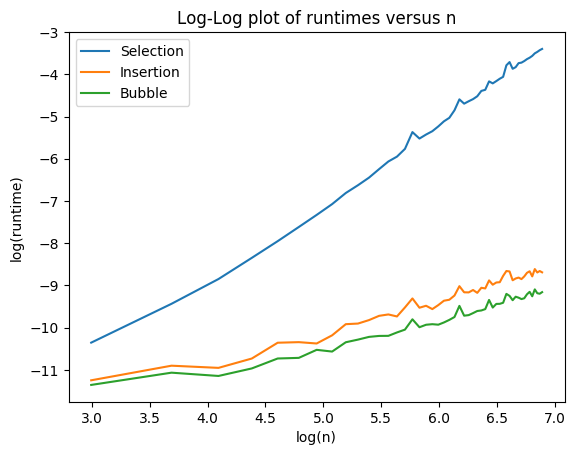 Log-Log plot of runtimes versus n
Selection
Insertion
Bubble
log(runtime)
−3
−4
−5
−6
−7
−8
−9
−10
−11
3.0 3.5 4.0 4.5 5.0 5.5 6.0 6.5 7.0
log(n)